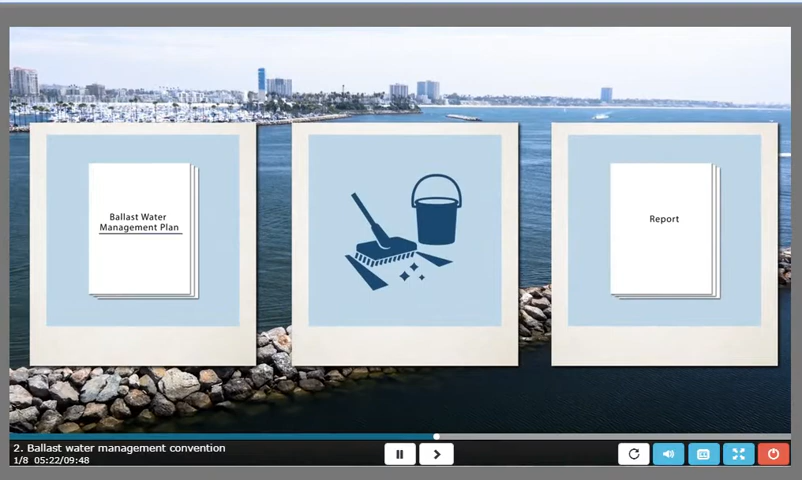 Ballast Water
Management Plan
Report
2. Ballast water management convention
1/8 05:22/09:48